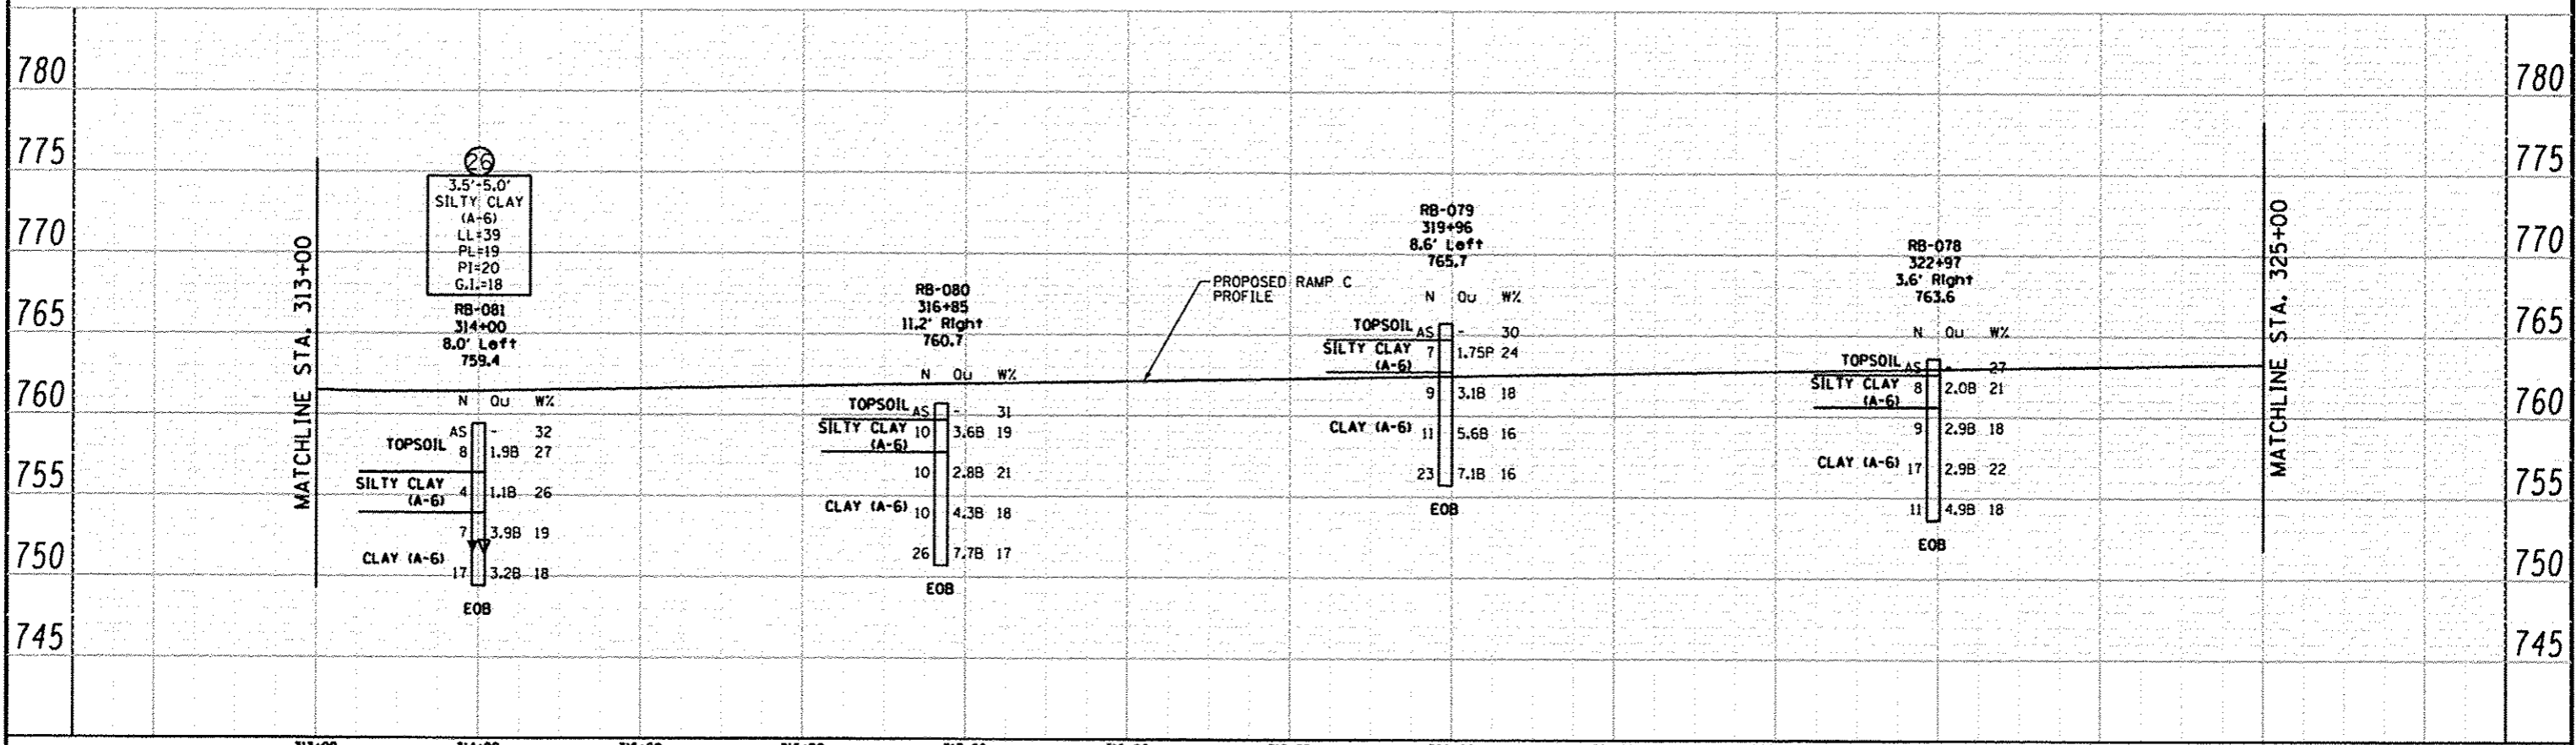 780
775
770
765
760
755
750
745
MATCHLINE STA. 313+00
26
3.5'-5.0'
SILTY CLAY
(A-6)
LL=39
PL=19
PI=20
G.I.=18
RB-081
314+00
8.0' Left
759.4
N Qu W%
AS - 32
TOPSOIL
8 1.9B 27
SILTY CLAY
(A-6)
4 1.1B 26
7 3.9B 19
CLAY (A-6)
17 3.2B 18
EOB
RB-080
316+85
11.2' Right
760.7
N Qu W%
TOPSOIL AS - 31
SILTY CLAY 10 3.6B 19
(A-6)
10 2.8B 21
CLAY (A-6) 10 4.3B 18
26 7.7B 17
EOB
PROPOSED RAMP C
PROFILE
RB-079
319+96
8.6' Left
765.7
N Qu W%
TOPSOIL AS - 30
SILTY CLAY 7 1.75P 24
(A-6)
9 3.1B 18
CLAY (A-6) 11 5.6B 16
23 7.1B 16
EOB
RB-078
322+97
3.6' Right
763.6
N Qu W%
TOPSOIL AS - 27
SILTY CLAY 8 2.0B 21
(A-6)
9 2.9B 18
CLAY (A-6) 17 2.9B 22
11 4.9B 18
EOB
MATCHLINE STA. 325+00
780
775
770
765
760
755
750
745